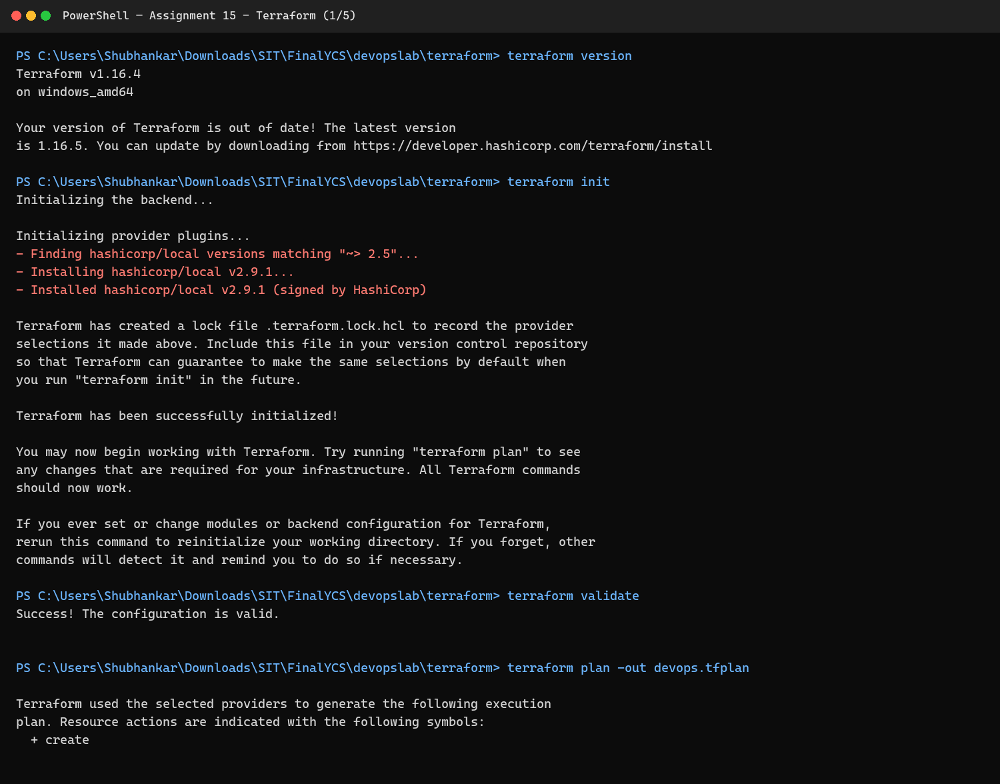 PowerShell — Assignment 15 - Terraform (1/5)
PS C:\Users\Shubhankar\Downloads\SIT\FinalYCS\devopslab\terraform> terraform version
Terraform v1.16.4
on windows_amd64
Your version of Terraform is out of date! The latest version
is 1.16.5. You can update by downloading from https://developer.hashicorp.com/terraform/install
PS C:\Users\Shubhankar\Downloads\SIT\FinalYCS\devopslab\terraform> terraform init
Initializing the backend...
Initializing provider plugins...
- Finding hashicorp/local versions matching "~> 2.5"...
- Installing hashicorp/local v2.9.1...
- Installed hashicorp/local v2.9.1 (signed by HashiCorp)
Terraform has created a lock file .terraform.lock.hcl to record the provider
selections it made above. Include this file in your version control repository
so that Terraform can guarantee to make the same selections by default when
you run "terraform init" in the future.
Terraform has been successfully initialized!
You may now begin working with Terraform. Try running "terraform plan" to see
any changes that are required for your infrastructure. All Terraform commands
should now work.
If you ever set or change modules or backend configuration for Terraform,
rerun this command to reinitialize your working directory. If you forget, other
commands will detect it and remind you to do so if necessary.
PS C:\Users\Shubhankar\Downloads\SIT\FinalYCS\devopslab\terraform> terraform validate
Success! The configuration is valid.
PS C:\Users\Shubhankar\Downloads\SIT\FinalYCS\devopslab\terraform> terraform plan -out devops.tfplan
Terraform used the selected providers to generate the following execution
plan. Resource actions are indicated with the following symbols:
+ create